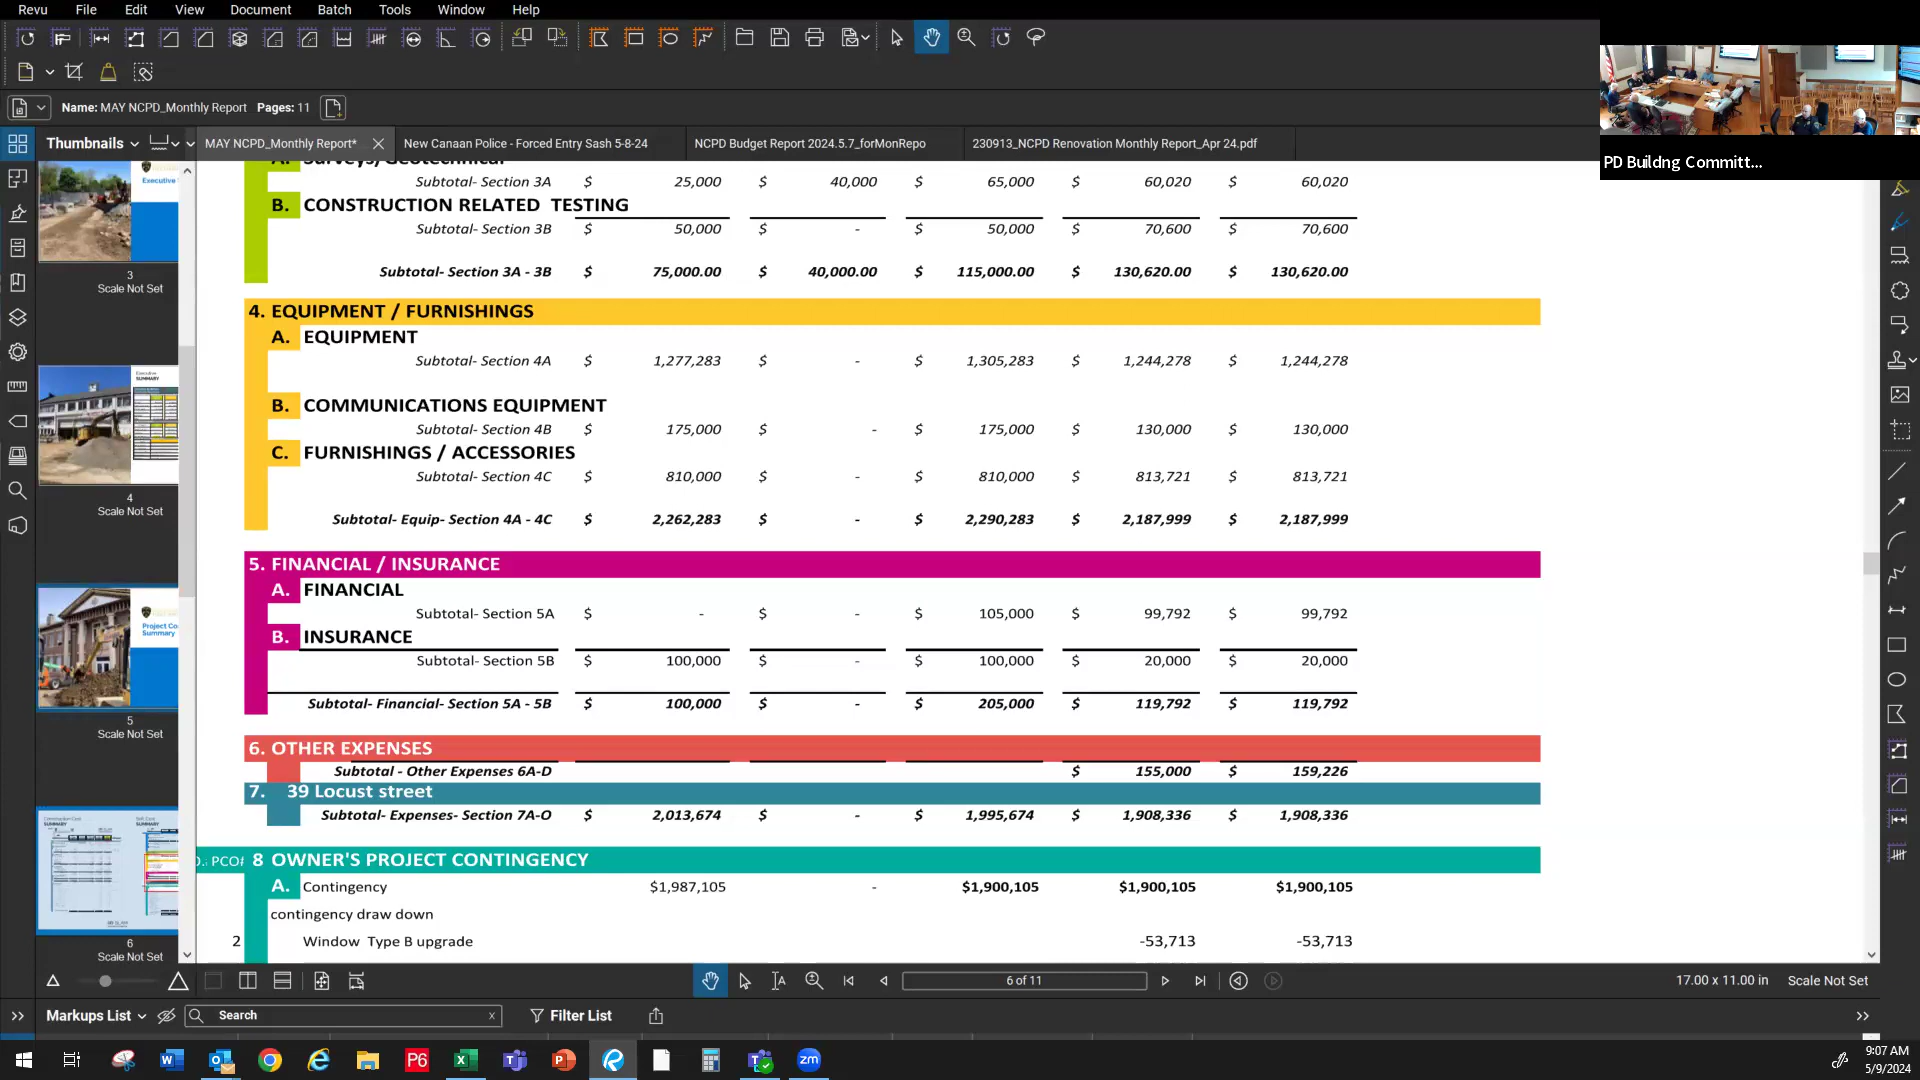 Revu File Edit View Document Batch Tools Window Help
Name: MAY NCPD_Monthly Report Pages: 11
Thumbnails
MAY NCPD_Monthly Report* New Canaan Police - Forced Entry Sash 5-8-24 NCPD Budget Report 2024.5.7_forMonRepo 230913_NCPD Renovation Monthly Report_Apr 24.pdf
PD Buildng Committ...
A. Surveys/Geotechnical
Subtotal- Section 3A $ 25,000 $ 40,000 $ 65,000 $ 60,020 $ 60,020
B. CONSTRUCTION RELATED TESTING
Subtotal- Section 3B $ 50,000 $ - $ 50,000 $ 70,600 $ 70,600
Subtotal- Section 3A - 3B $ 75,000.00 $ 40,000.00 $ 115,000.00 $ 130,620.00 $ 130,620.00
4. EQUIPMENT / FURNISHINGS
A. EQUIPMENT
Subtotal- Section 4A $ 1,277,283 $ - $ 1,305,283 $ 1,244,278 $ 1,244,278
B. COMMUNICATIONS EQUIPMENT
Subtotal- Section 4B $ 175,000 $ - $ 175,000 $ 130,000 $ 130,000
C. FURNISHINGS / ACCESSORIES
Subtotal- Section 4C $ 810,000 $ - $ 810,000 $ 813,721 $ 813,721
Subtotal- Equip- Section 4A - 4C $ 2,262,283 $ - $ 2,290,283 $ 2,187,999 $ 2,187,999
5. FINANCIAL / INSURANCE
A. FINANCIAL
Subtotal- Section 5A $ - $ - $ 105,000 $ 99,792 $ 99,792
B. INSURANCE
Subtotal- Section 5B $ 100,000 $ - $ 100,000 $ 20,000 $ 20,000
Subtotal- Financial- Section 5A - 5B $ 100,000 $ - $ 205,000 $ 119,792 $ 119,792
6. OTHER EXPENSES
Subtotal - Other Expenses 6A-D $ 155,000 $ 159,226
7. 39 Locust street
Subtotal- Expenses- Section 7A-O $ 2,013,674 $ - $ 1,995,674 $ 1,908,336 $ 1,908,336
O.: PCO# 8 OWNER'S PROJECT CONTINGENCY
A. Contingency $1,987,105 - $1,900,105 $1,900,105 $1,900,105
contingency draw down
2 Window Type B upgrade -53,713 -53,713
Executive
3
Scale Not Set
Executive
SUMMARY
4
Scale Not Set
Project Co
Summary
5
Scale Not Set
SUMMARY
SUMMARY
6
Scale Not Set
6 of 11
17.00 x 11.00 in Scale Not Set
Markups List Search x Filter List
P6
zm
9:07 AM
5/9/2024